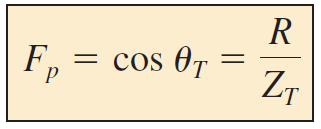 F_p = cos θ_T = R / Z_T